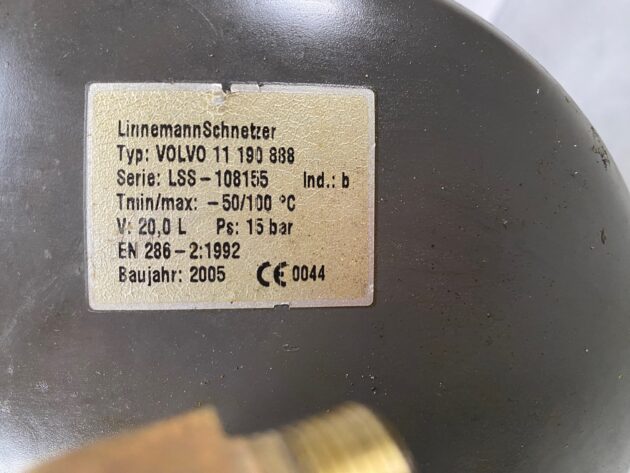 LinnemannSchnetzer
Typ: VOLVO 11 190 888
Serie: LSS-108155 Ind.: b
Tmin/max: -50/100 °C
V: 20,0 L Ps: 15 bar
EN 286-2:1992
Baujahr: 2005 CE 0044